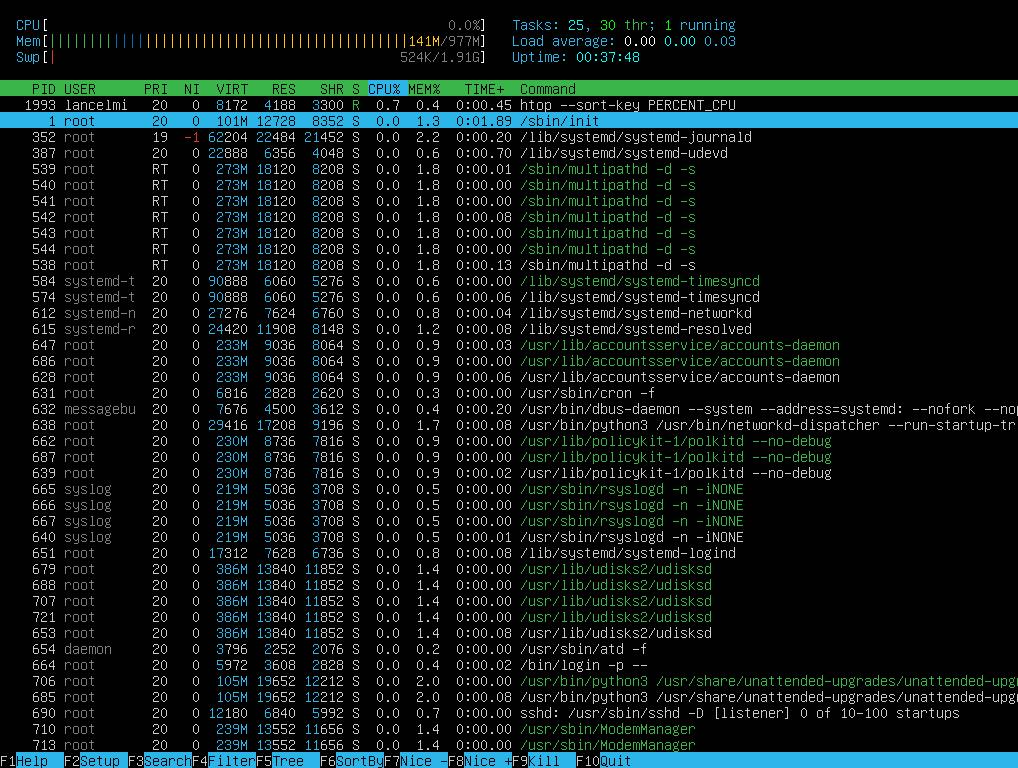 CPU[ 0.0%] Tasks: 25, 30 thr; 1 running
Mem[||||||||||||||||||||||||||||||||||||||||||||||141M/977M] Load average: 0.00 0.00 0.03
Swp[| 524K/1.91G] Uptime: 00:37:48
PID USER PRI NI VIRT RES SHR S CPU% MEM% TIME+ Command
1993 lancelmi 20 0 8172 4188 3300 R 0.7 0.4 0:00.45 htop --sort-key PERCENT_CPU
1 root 20 0 101M 12728 8352 S 0.0 1.3 0:01.89 /sbin/init
352 root 19 -1 62204 22484 21452 S 0.0 2.2 0:00.20 /lib/systemd/systemd-journald
387 root 20 0 22888 6356 4048 S 0.0 0.6 0:00.70 /lib/systemd/systemd-udevd
539 root RT 0 273M 18120 8208 S 0.0 1.8 0:00.01 /sbin/multipathd -d -s
540 root RT 0 273M 18120 8208 S 0.0 1.8 0:00.00 /sbin/multipathd -d -s
541 root RT 0 273M 18120 8208 S 0.0 1.8 0:00.00 /sbin/multipathd -d -s
542 root RT 0 273M 18120 8208 S 0.0 1.8 0:00.08 /sbin/multipathd -d -s
543 root RT 0 273M 18120 8208 S 0.0 1.8 0:00.00 /sbin/multipathd -d -s
544 root RT 0 273M 18120 8208 S 0.0 1.8 0:00.00 /sbin/multipathd -d -s
538 root RT 0 273M 18120 8208 S 0.0 1.8 0:00.13 /sbin/multipathd -d -s
584 systemd-t 20 0 90888 6060 5276 S 0.0 0.6 0:00.00 /lib/systemd/systemd-timesyncd
574 systemd-t 20 0 90888 6060 5276 S 0.0 0.6 0:00.06 /lib/systemd/systemd-timesyncd
612 systemd-n 20 0 27276 7624 6760 S 0.0 0.8 0:00.04 /lib/systemd/systemd-networkd
615 systemd-r 20 0 24420 11908 8148 S 0.0 1.2 0:00.08 /lib/systemd/systemd-resolved
647 root 20 0 233M 9036 8064 S 0.0 0.9 0:00.03 /usr/lib/accountsservice/accounts-daemon
686 root 20 0 233M 9036 8064 S 0.0 0.9 0:00.00 /usr/lib/accountsservice/accounts-daemon
628 root 20 0 233M 9036 8064 S 0.0 0.9 0:00.06 /usr/lib/accountsservice/accounts-daemon
631 root 20 0 6816 2828 2620 S 0.0 0.3 0:00.00 /usr/sbin/cron -f
632 messagebu 20 0 7676 4500 3612 S 0.0 0.4 0:00.20 /usr/bin/dbus-daemon --system --address=systemd: --nofork --nop
638 root 20 0 29416 17208 9196 S 0.0 1.7 0:00.08 /usr/bin/python3 /usr/bin/networkd-dispatcher --run-startup-tr
662 root 20 0 230M 8736 7816 S 0.0 0.9 0:00.00 /usr/lib/policykit-1/polkitd --no-debug
687 root 20 0 230M 8736 7816 S 0.0 0.9 0:00.00 /usr/lib/policykit-1/polkitd --no-debug
639 root 20 0 230M 8736 7816 S 0.0 0.9 0:00.02 /usr/lib/policykit-1/polkitd --no-debug
665 syslog 20 0 219M 5036 3708 S 0.0 0.5 0:00.00 /usr/sbin/rsyslogd -n -iNONE
666 syslog 20 0 219M 5036 3708 S 0.0 0.5 0:00.00 /usr/sbin/rsyslogd -n -iNONE
667 syslog 20 0 219M 5036 3708 S 0.0 0.5 0:00.00 /usr/sbin/rsyslogd -n -iNONE
640 syslog 20 0 219M 5036 3708 S 0.0 0.5 0:00.01 /usr/sbin/rsyslogd -n -iNONE
651 root 20 0 17312 7628 6736 S 0.0 0.8 0:00.08 /lib/systemd/systemd-logind
679 root 20 0 386M 13840 11852 S 0.0 1.4 0:00.00 /usr/lib/udisks2/udisksd
688 root 20 0 386M 13840 11852 S 0.0 1.4 0:00.00 /usr/lib/udisks2/udisksd
707 root 20 0 386M 13840 11852 S 0.0 1.4 0:00.00 /usr/lib/udisks2/udisksd
721 root 20 0 386M 13840 11852 S 0.0 1.4 0:00.00 /usr/lib/udisks2/udisksd
653 root 20 0 386M 13840 11852 S 0.0 1.4 0:00.08 /usr/lib/udisks2/udisksd
654 daemon 20 0 3796 2252 2076 S 0.0 0.2 0:00.00 /usr/sbin/atd -f
664 root 20 0 5972 3608 2828 S 0.0 0.4 0:00.02 /bin/login -p --
706 root 20 0 105M 19652 12212 S 0.0 2.0 0:00.00 /usr/bin/python3 /usr/share/unattended-upgrades/unattended-upg
685 root 20 0 105M 19652 12212 S 0.0 2.0 0:00.08 /usr/bin/python3 /usr/share/unattended-upgrades/unattended-upg
690 root 20 0 12180 6840 5992 S 0.0 0.7 0:00.00 sshd: /usr/sbin/sshd -D [listener] 0 of 10-100 startups
710 root 20 0 239M 13552 11656 S 0.0 1.4 0:00.00 /usr/sbin/ModemManager
713 root 20 0 239M 13552 11656 S 0.0 1.4 0:00.00 /usr/sbin/ModemManager
F1Help F2Setup F3SearchF4FilterF5Tree F6SortByF7Nice -F8Nice +F9Kill F10Quit